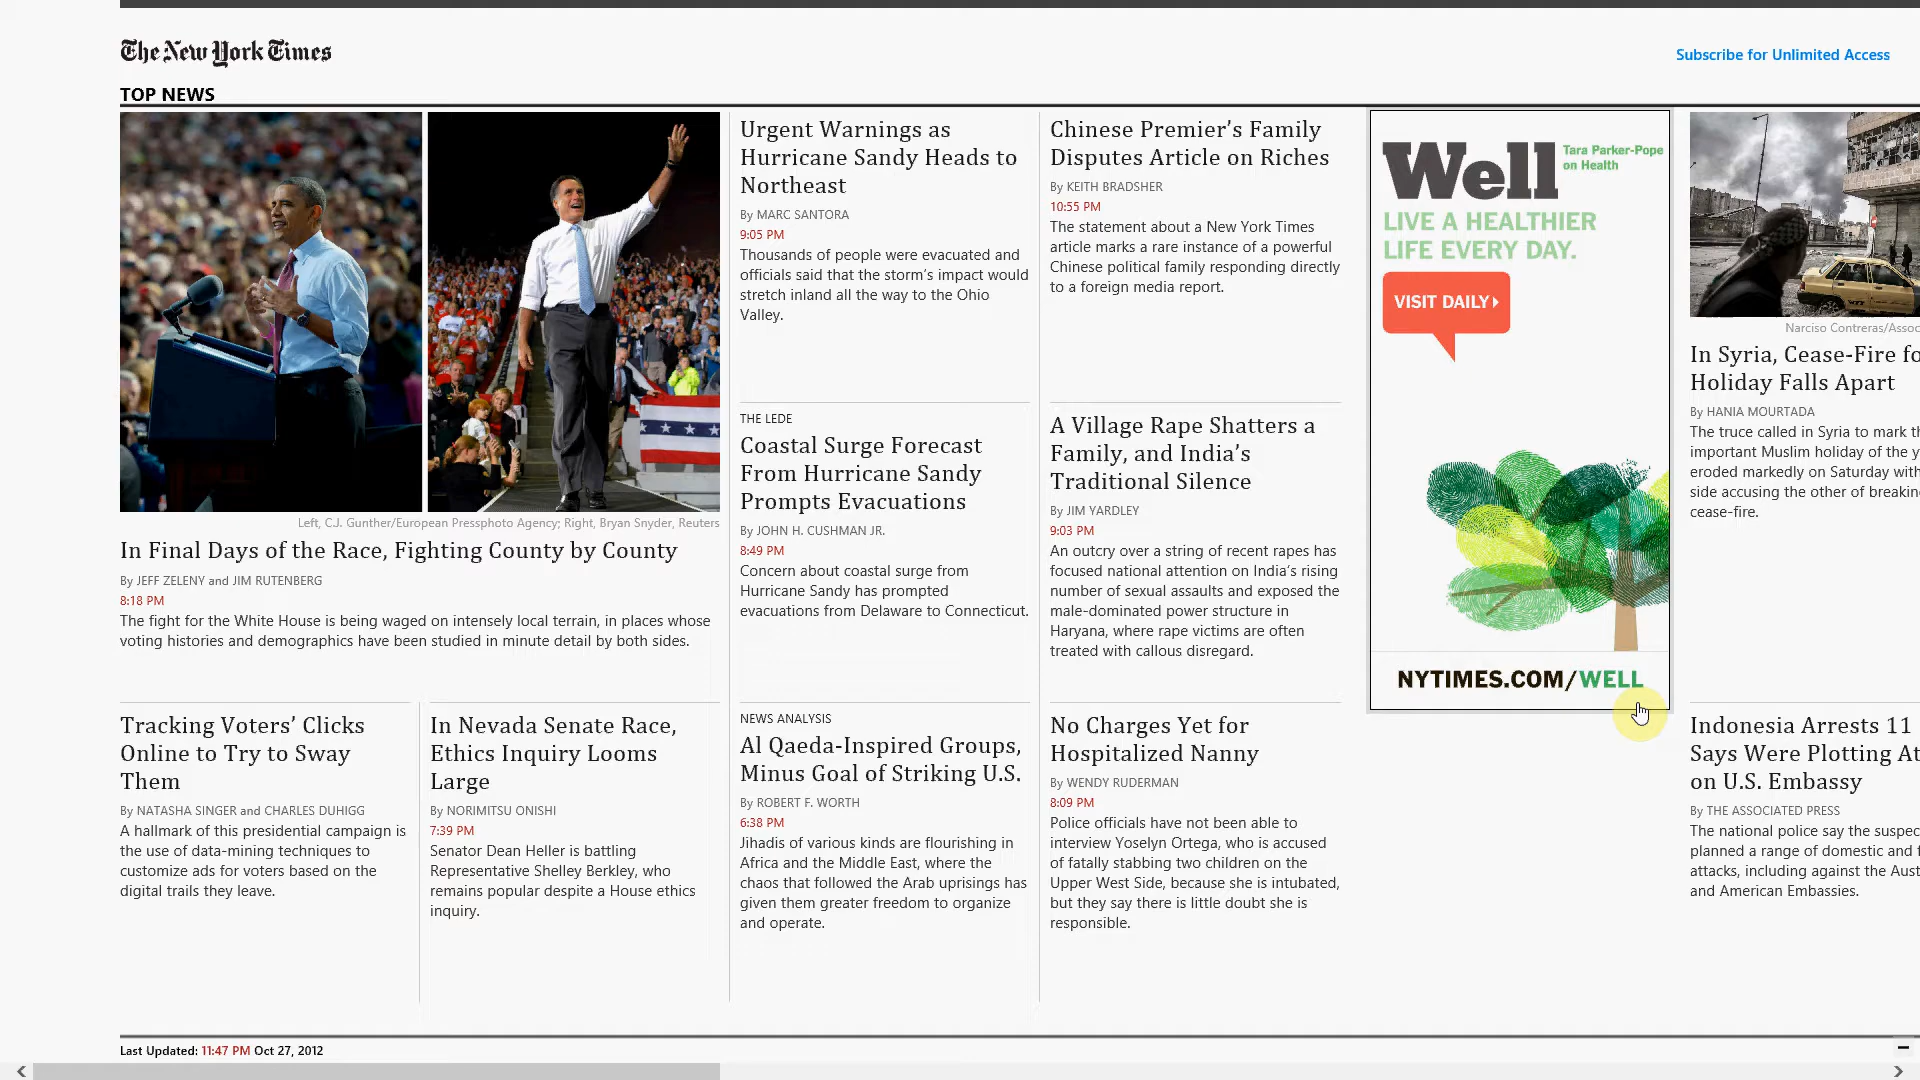 The New York Times
Subscribe for Unlimited Access
TOP NEWS
Left, C.J. Gunther/European Pressphoto Agency; Right, Bryan Snyder, Reuters
In Final Days of the Race, Fighting County by County
By JEFF ZELENY and JIM RUTENBERG
8:18 PM
The fight for the White House is being waged on intensely local terrain, in places whose
voting histories and demographics have been studied in minute detail by both sides.
Tracking Voters’ Clicks
Online to Try to Sway
Them
By NATASHA SINGER and CHARLES DUHIGG
A hallmark of this presidential campaign is
the use of data-mining techniques to
customize ads for voters based on the
digital trails they leave.
In Nevada Senate Race,
Ethics Inquiry Looms
Large
By NORIMITSU ONISHI
7:39 PM
Senator Dean Heller is battling
Representative Shelley Berkley, who
remains popular despite a House ethics
inquiry.
Urgent Warnings as
Hurricane Sandy Heads to
Northeast
By MARC SANTORA
9:05 PM
Thousands of people were evacuated and
officials said that the storm’s impact would
stretch inland all the way to the Ohio
Valley.
THE LEDE
Coastal Surge Forecast
From Hurricane Sandy
Prompts Evacuations
By JOHN H. CUSHMAN JR.
8:49 PM
Concern about coastal surge from
Hurricane Sandy has prompted
evacuations from Delaware to Connecticut.
NEWS ANALYSIS
Al Qaeda-Inspired Groups,
Minus Goal of Striking U.S.
By ROBERT F. WORTH
6:38 PM
Jihadis of various kinds are flourishing in
Africa and the Middle East, where the
chaos that followed the Arab uprisings has
given them greater freedom to organize
and operate.
Chinese Premier’s Family
Disputes Article on Riches
By KEITH BRADSHER
10:55 PM
The statement about a New York Times
article marks a rare instance of a powerful
Chinese political family responding directly
to a foreign media report.
A Village Rape Shatters a
Family, and India’s
Traditional Silence
By JIM YARDLEY
9:03 PM
An outcry over a string of recent rapes has
focused national attention on India’s rising
number of sexual assaults and exposed the
male-dominated power structure in
Haryana, where rape victims are often
treated with callous disregard.
No Charges Yet for
Hospitalized Nanny
By WENDY RUDERMAN
8:09 PM
Police officials have not been able to
interview Yoselyn Ortega, who is accused
of fatally stabbing two children on the
Upper West Side, because she is intubated,
but they say there is little doubt she is
responsible.
Well
Tara Parker-Pope
on Health
LIVE A HEALTHIER
LIFE EVERY DAY.
VISIT DAILY
NYTIMES.COM/WELL
Narciso Contreras/Assoc
In Syria, Cease-Fire fo
Holiday Falls Apart
By HANIA MOURTADA
The truce called in Syria to mark th
important Muslim holiday of the y
eroded markedly on Saturday with
side accusing the other of breakin
cease-fire.
Indonesia Arrests 11
Says Were Plotting At
on U.S. Embassy
By THE ASSOCIATED PRESS
The national police say the suspec
planned a range of domestic and f
attacks, including against the Aust
and American Embassies.
Last Updated: 11:47 PM Oct 27, 2012